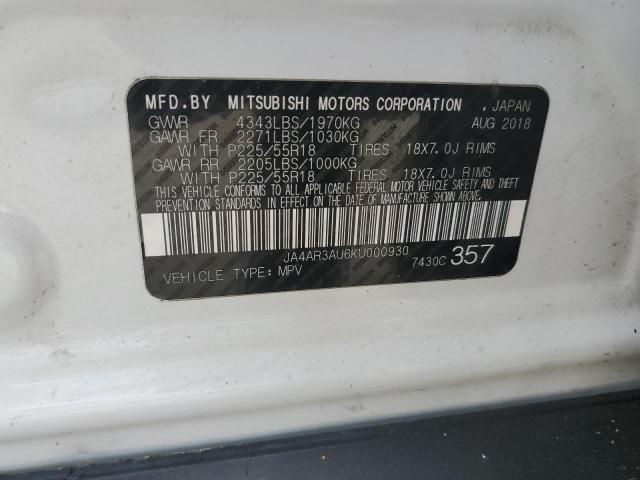 MFD.BY MITSUBISHI MOTORS CORPORATION , JAPAN
GVWR 4343LBS/1970KG AUG 2018
GAWR FR 2271LBS/1030KG
WITH P225/55R18 TIRES 18X7.0J RIMS
GAWR RR 2205LBS/1000KG
WITH P225/55R18 TIRES 18X7.0J RIMS
THIS VEHICLE CONFORMS TO ALL APPLICABLE FEDERAL MOTOR VEHICLE SAFETY AND THEFT
PREVENTION STANDARDS IN EFFECT ON THE DATE OF MANUFACTURE SHOWN ABOVE.
JA4AR3AU6KU000930
VEHICLE TYPE: MPV 7430C 357